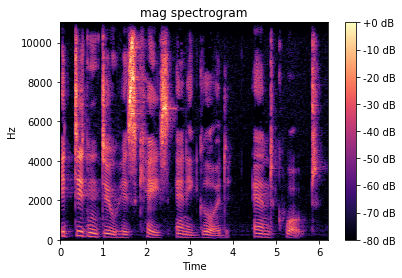 mag spectrogram
10000
8000
6000
4000
2000
0
Hz
0 1 2 3 4 5 6
Time
+0 dB
-10 dB
-20 dB
-30 dB
-40 dB
-50 dB
-60 dB
-70 dB
-80 dB